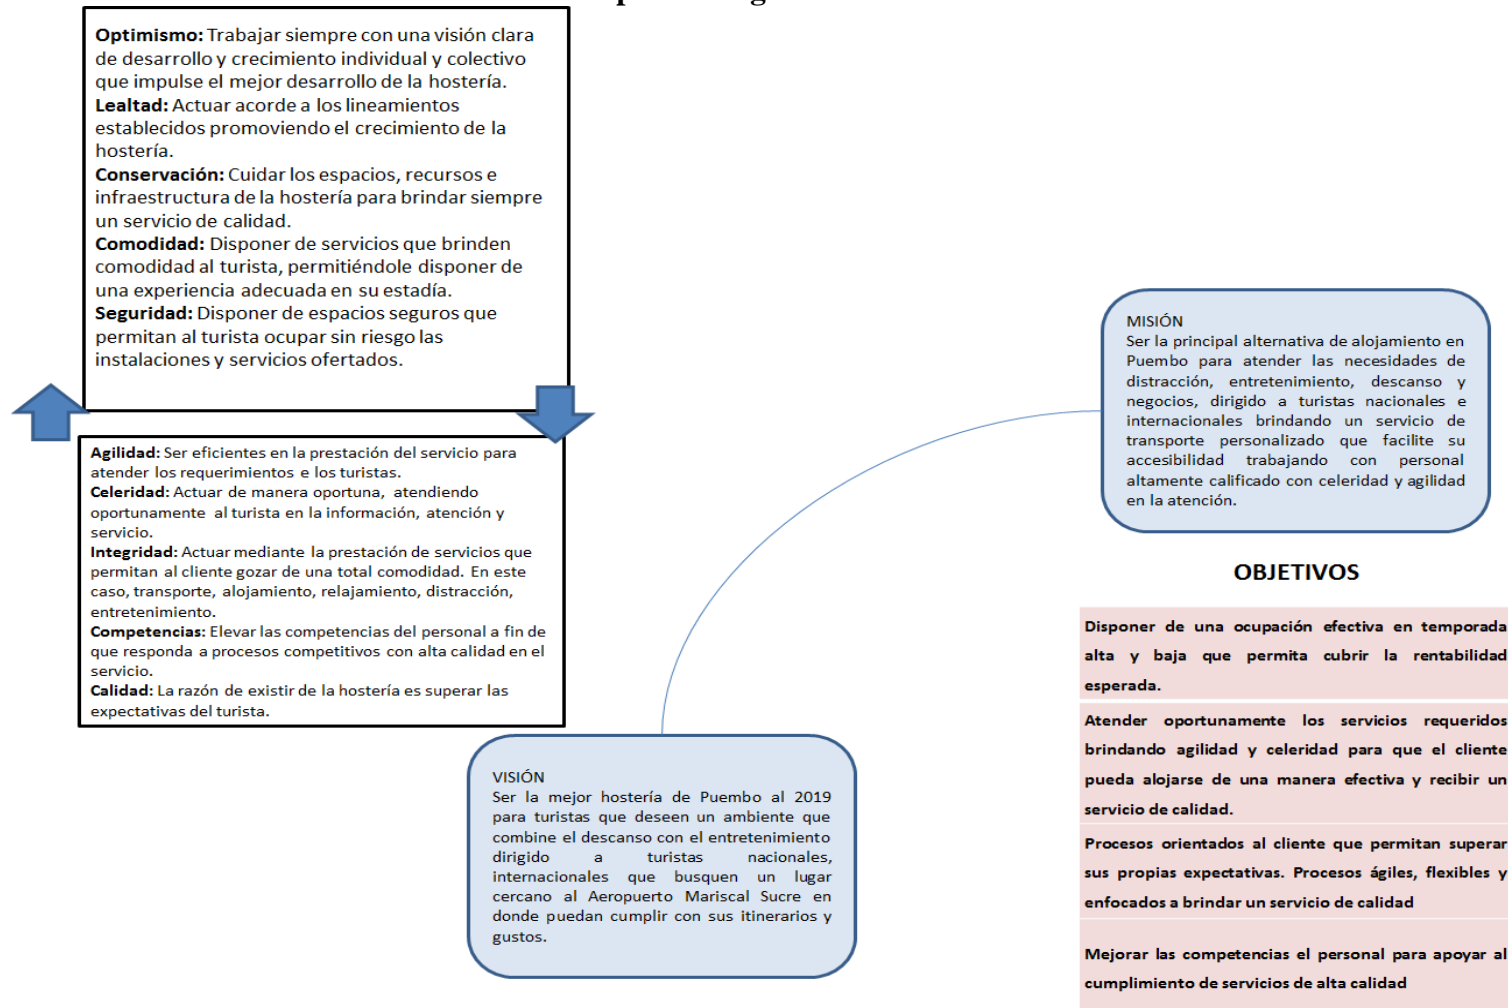 Optimismo: Trabajar siempre con una visión clara
de desarrollo y crecimiento individual y colectivo
que impulse el mejor desarrollo de la hostería.
Lealtad: Actuar acorde a los lineamientos
establecidos promoviendo el crecimiento de la
hostería.
Conservación: Cuidar los espacios, recursos e
infraestructura de la hostería para brindar siempre
un servicio de calidad.
Comodidad: Disponer de servicios que brinden
comodidad al turista, permitiéndole disponer de
una experiencia adecuada en su estadía.
Seguridad: Disponer de espacios seguros que
permitan al turista ocupar sin riesgo las
instalaciones y servicios ofertados.
Agilidad: Ser eficientes en la prestación del servicio para
atender los requerimientos e los turistas.
Celeridad: Actuar de manera oportuna, atendiendo
oportunamente al turista en la información, atención y
servicio.
Integridad: Actuar mediante la prestación de servicios que
permitan al cliente gozar de una total comodidad. En este
caso, transporte, alojamiento, relajamiento, distracción,
entretenimiento.
Competencias: Elevar las competencias del personal a fin de
que responda a procesos competitivos con alta calidad en el
servicio.
Calidad: La razón de existir de la hostería es superar las
expectativas del turista.
VISIÓN
Ser la mejor hostería de Puembo al 2019
para turistas que deseen un ambiente que
combine el descanso con el entretenimiento
dirigido a turistas nacionales,
internacionales que busquen un lugar
cercano al Aeropuerto Mariscal Sucre en
donde puedan cumplir con sus itinerarios y
gustos.
MISIÓN
Ser la principal alternativa de alojamiento en
Puembo para atender las necesidades de
distracción, entretenimiento, descanso y
negocios, dirigido a turistas nacionales e
internacionales brindando un servicio de
transporte personalizado que facilite su
accesibilidad trabajando con personal
altamente calificado con celeridad y agilidad
en la atención.
OBJETIVOS
Disponer de una ocupación efectiva en temporada
alta y baja que permita cubrir la rentabilidad
esperada.
Atender oportunamente los servicios requeridos
brindando agilidad y celeridad para que el cliente
pueda alojarse de una manera efectiva y recibir un
servicio de calidad.
Procesos orientados al cliente que permitan superar
sus propias expectativas. Procesos ágiles, flexibles y
enfocados a brindar un servicio de calidad
Mejorar las competencias el personal para apoyar al
cumplimiento de servicios de alta calidad